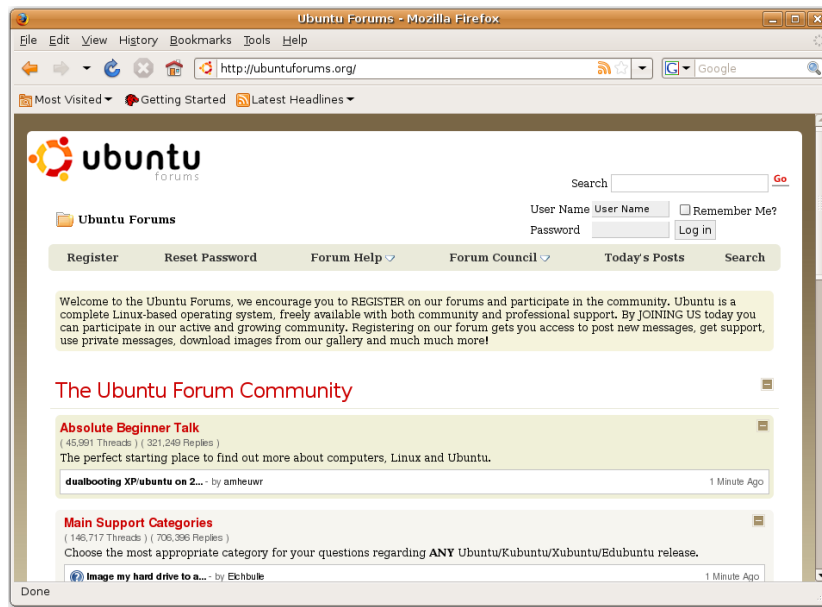 Ubuntu Forums - Mozilla Firefox
File Edit View History Bookmarks Tools Help
http://ubuntuforums.org/ G Google
Most Visited Getting Started Latest Headlines
ubuntu
forums
Search Go
Ubuntu Forums
User Name User Name Remember Me?
Password Log in
Register Reset Password Forum Help Forum Council Today's Posts Search
Welcome to the Ubuntu Forums, we encourage you to REGISTER on our forums and participate in the community. Ubuntu is a
complete Linux-based operating system, freely available with both community and professional support. By JOINING US today you
can participate in our active and growing community. Registering on our forum gets you access to post new messages, get support,
use private messages, download images from our gallery and much much more!
The Ubuntu Forum Community
Absolute Beginner Talk
( 45,991 Threads ) ( 321,249 Replies )
The perfect starting place to find out more about computers, Linux and Ubuntu.
dualbooting XP/ubuntu on 2... - by amheuwr 1 Minute Ago
Main Support Categories
( 146,717 Threads ) ( 706,396 Replies )
Choose the most appropriate category for your questions regarding ANY Ubuntu/Kubuntu/Xubuntu/Edubuntu release.
Image my hard drive to a... - by Eichbulle 1 Minute Ago
Done